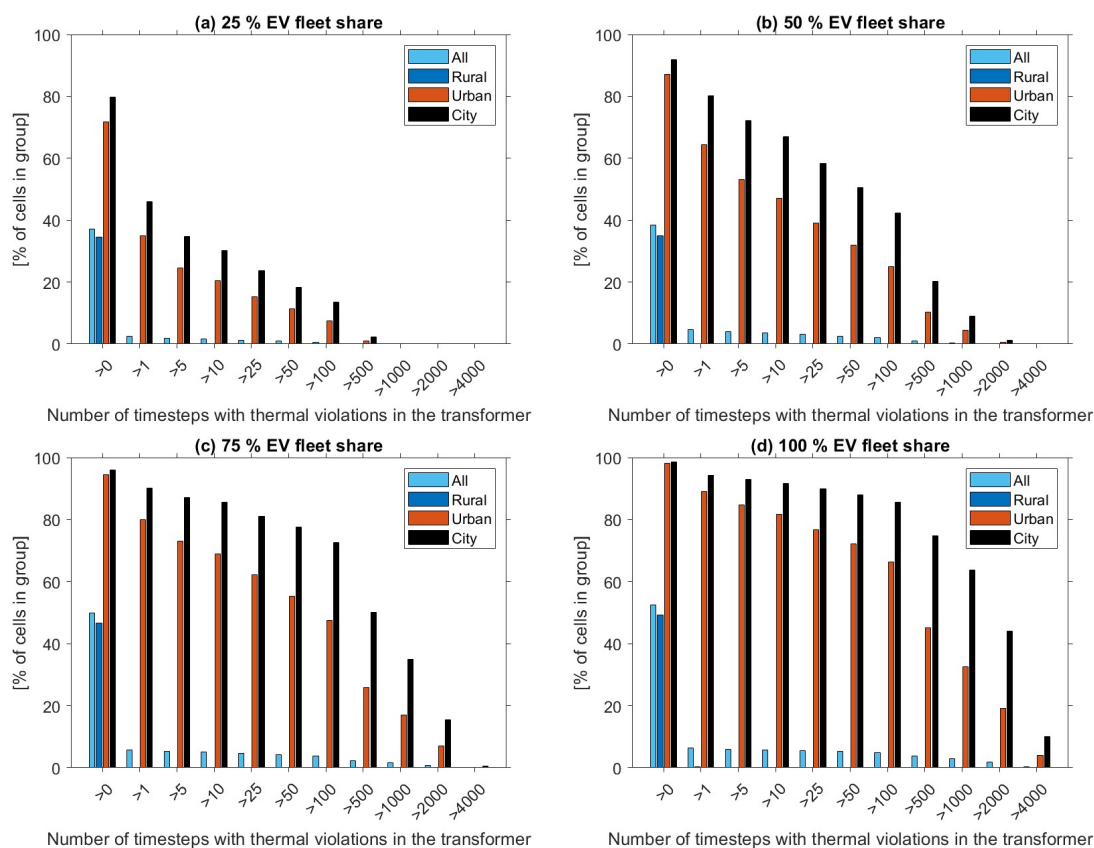 (a) 25 % EV fleet share
100
80
60
40
20
0
[% of cells in group]
All
Rural
Urban
City
>0 >1 >5 >10 >25 >50 >100 >500 >1000 >2000 >4000
Number of timesteps with thermal violations in the transformer
(b) 50 % EV fleet share
100
80
60
40
20
0
[% of cells in group]
All
Rural
Urban
City
>0 >1 >5 >10 >25 >50 >100 >500 >1000 >2000 >4000
Number of timesteps with thermal violations in the transformer
(c) 75 % EV fleet share
100
80
60
40
20
0
[% of cells in group]
All
Rural
Urban
City
>0 >1 >5 >10 >25 >50 >100 >500 >1000 >2000 >4000
Number of timesteps with thermal violations in the transformer
(d) 100 % EV fleet share
100
80
60
40
20
0
[% of cells in group]
All
Rural
Urban
City
>0 >1 >5 >10 >25 >50 >100 >500 >1000 >2000 >4000
Number of timesteps with thermal violations in the transformer